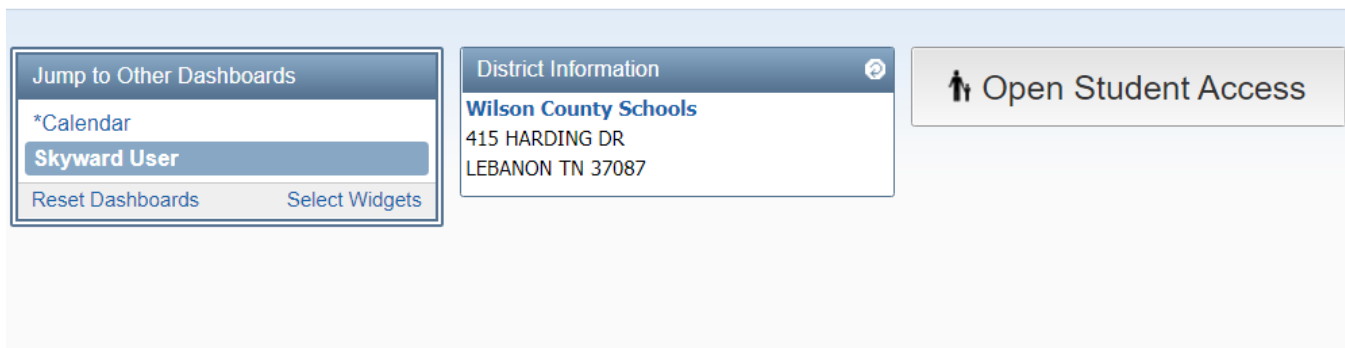 Jump to Other Dashboards
*Calendar
Skyward User
Reset Dashboards Select Widgets
District Information
Wilson County Schools
415 HARDING DR
LEBANON TN 37087
Open Student Access